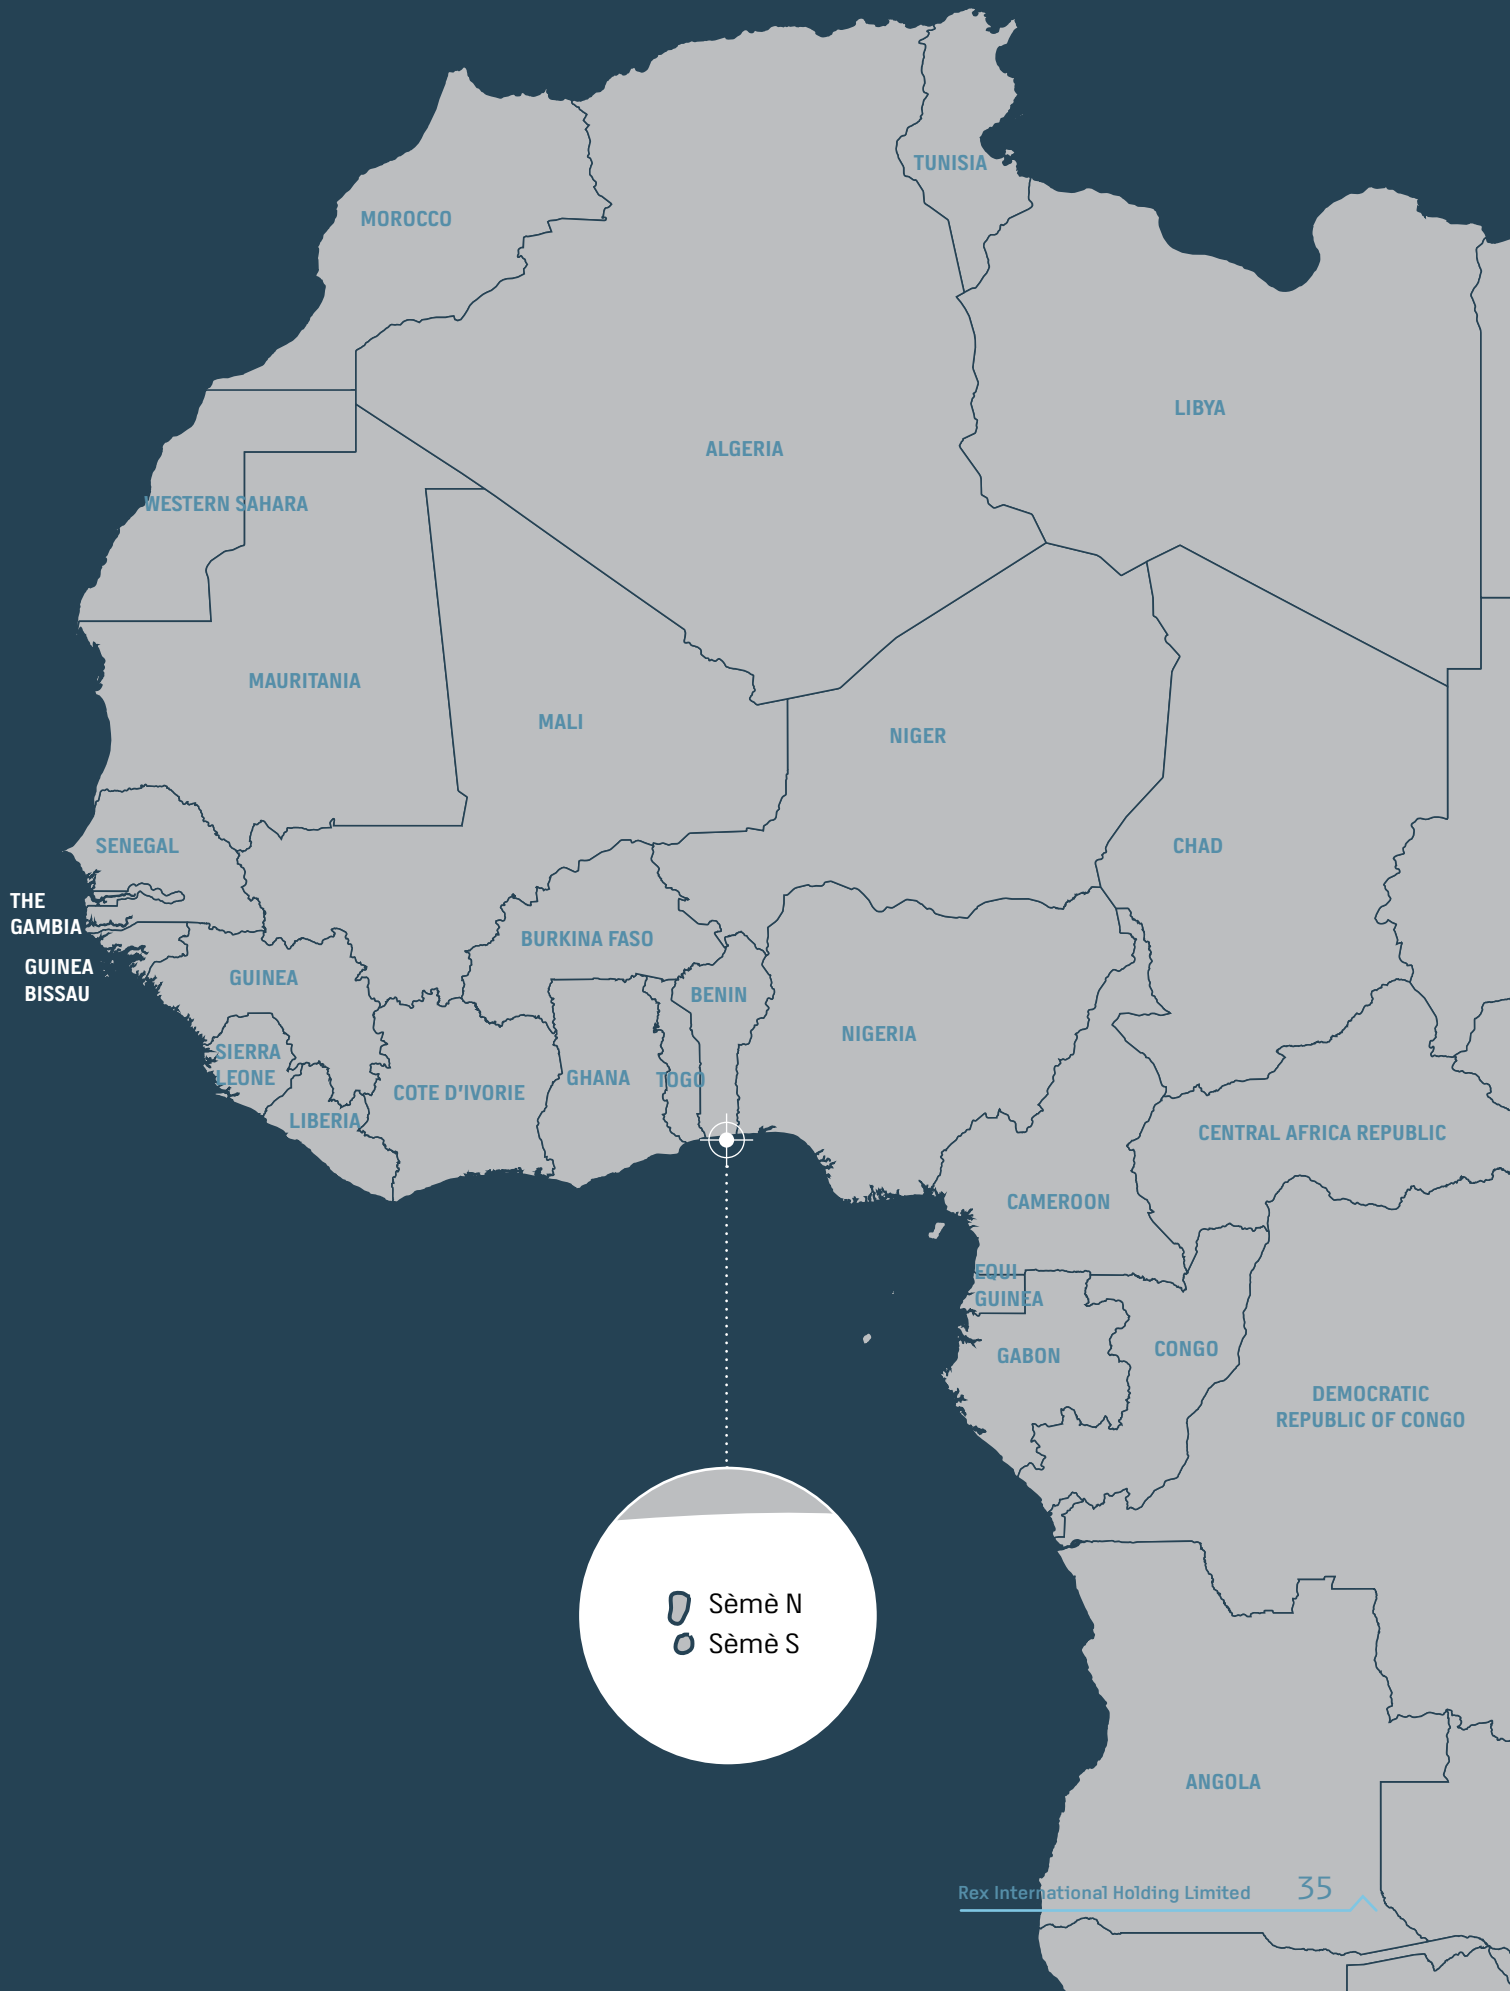 TUNISIA
MOROCCO
LIBYA
ALGERIA
WESTERN SAHARA
MAURITANIA
MALI
NIGER
SENEGAL
CHAD
THE
GAMBIA
BURKINA FASO
GUINEA
BISSAU
GUINEA
BENIN
NIGERIA
SIERRA
LEONE
GHANA
TOGO
COTE D'IVORIE
LIBERIA
CENTRAL AFRICA REPUBLIC
CAMEROON
EQUI
GUINEA
CONGO
GABON
DEMOCRATIC
REPUBLIC OF CONGO
Sèmè N
Sèmè S
ANGOLA
Rex International Holding Limited 35